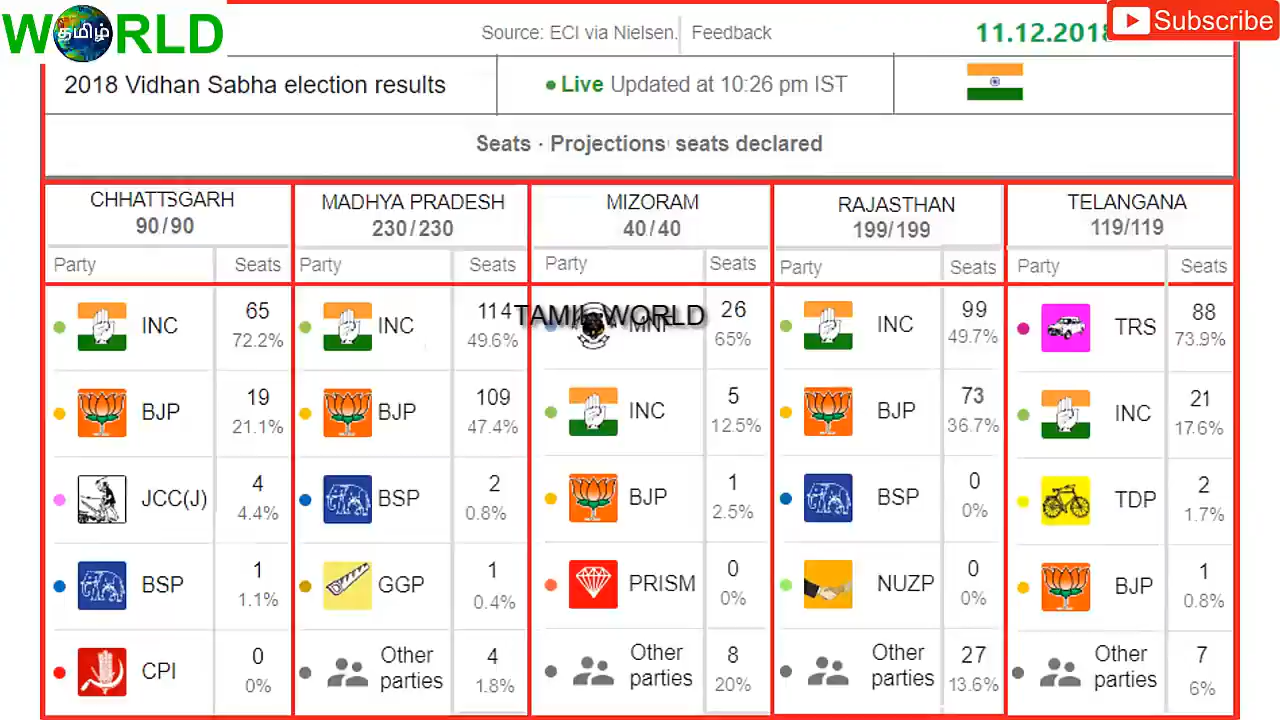 WதமிழRLD
Source: ECI via Nielsen. Feedback
11.12.2018
Subscribe
2018 Vidhan Sabha election results
Live Updated at 10:26 pm IST
Seats · Projections seats declared
CHHATTSGARH
90/90
Party Seats
INC 65
72.2%
BJP 19
21.1%
JCC(J) 4
4.4%
BSP 1
1.1%
CPI 0
0%
MADHYA PRADESH
230/230
Party Seats
INC 114
49.6%
BJP 109
47.4%
BSP 2
0.8%
GGP 1
0.4%
Other parties 4
1.8%
MIZORAM
40/40
Party Seats
TAMIL WORLD
MNF 26
65%
INC 5
12.5%
BJP 1
2.5%
PRISM 0
0%
Other parties 8
20%
RAJASTHAN
199/199
Party Seats
INC 99
49.7%
BJP 73
36.7%
BSP 0
0%
NUZP 0
0%
Other parties 27
13.6%
TELANGANA
119/119
Party Seats
TRS 88
73.9%
INC 21
17.6%
TDP 2
1.7%
BJP 1
0.8%
Other parties 7
6%